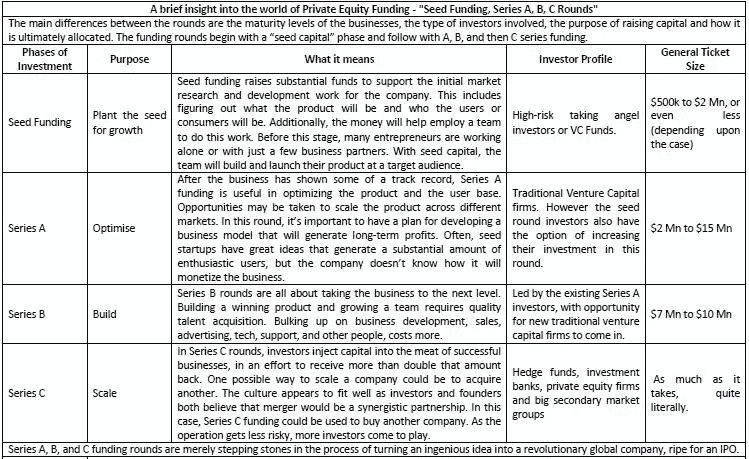 A brief insight into the world of Private Equity Funding - "Seed Funding, Series A, B, C Rounds"
The main differences between the rounds are the maturity levels of the businesses, the type of investors involved, the purpose of raising capital and how it
is ultimately allocated. The funding rounds begin with a “seed capital” phase and follow with A, B, and then C series funding.
Phases of
Investment
Purpose
What it means
Investor Profile
General Ticket
Size
Seed Funding
Plant the seed
for growth
Seed funding raises substantial funds to support the initial market
research and development work for the company. This includes
figuring out what the product will be and who the users or
consumers will be. Additionally, the money will help employ a team
to do this work. Before this stage, many entrepreneurs are working
alone or with just a few business partners. With seed capital, the
team will build and launch their product at a target audience.
High-risk taking angel
investors or VC Funds.
$500k to $2 Mn, or
even less
(depending upon
the case)
Series A
Optimise
After the business has shown some of a track record, Series A
funding is useful in optimizing the product and the user base.
Opportunities may be taken to scale the product across different
markets. In this round, it’s important to have a plan for developing a
business model that will generate long-term profits. Often, seed
startups have great ideas that generate a substantial amount of
enthusiastic users, but the company doesn’t know how it will
monetize the business.
Traditional Venture Capital
firms. However the seed
round investors also have
the option of increasing
their investment in this
round.
$2 Mn to $15 Mn
Series B
Build
Series B rounds are all about taking the business to the next level.
Building a winning product and growing a team requires quality
talent acquisition. Bulking up on business development, sales,
advertising, tech, support, and other people, costs more.
Led by the existing Series A
investors, with opportunity
for new traditional venture
capital firms to come in.
$7 Mn to $10 Mn
Series C
Scale
In Series C rounds, investors inject capital into the meat of successful
businesses, in an effort to receive more than double that amount
back. One possible way to scale a company could be to acquire
another. The culture appears to fit well as investors and founders
both believe that merger would be a synergistic partnership. In this
case, Series C funding could be used to buy another company. As the
operation gets less risky, more investors come to play.
Hedge funds, investment
banks, private equity firms
and big secondary market
groups
As much as it
takes, quite
literally.
Series A, B, and C funding rounds are merely stepping stones in the process of turning an ingenious idea into a revolutionary global company, ripe for an IPO.